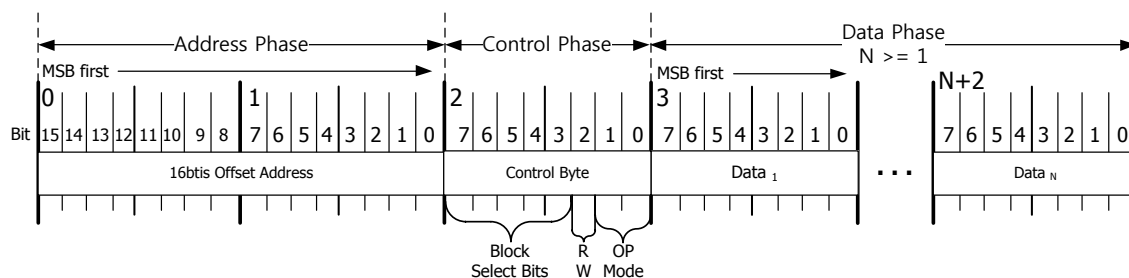 Address Phase Control Phase Data Phase
N >= 1
MSB first MSB first
0 1 2 3 N+2
Bit 15 14 13 12 11 10 9 8 7 6 5 4 3 2 1 0 7 6 5 4 3 2 1 0 7 6 5 4 3 2 1 0 7 6 5 4 3 2 1 0
16btis Offset Address Control Byte Data 1 ... Data N
Block R OP
Select Bits W Mode